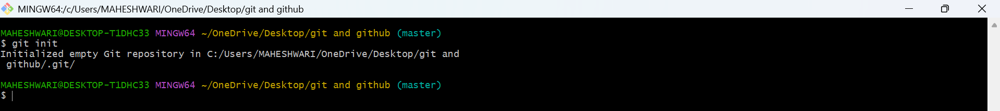 MINGW64:/c/Users/MAHESHWARI/OneDrive/Desktop/git and github
MAHESHWARI@DESKTOP-T1DHC33 MINGW64 ~/OneDrive/Desktop/git and github (master)
$ git init
Initialized empty Git repository in C:/Users/MAHESHWARI/OneDrive/Desktop/git and
 github/.git/
MAHESHWARI@DESKTOP-T1DHC33 MINGW64 ~/OneDrive/Desktop/git and github (master)
$